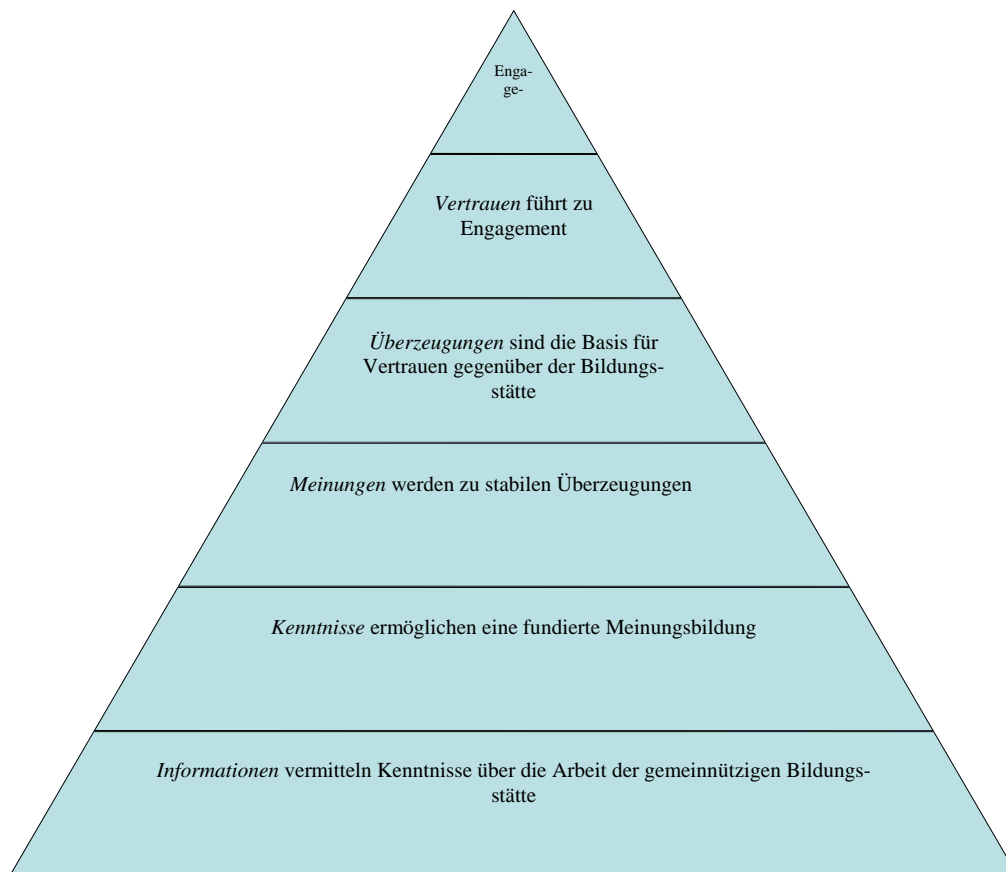 Enga-
ge-
Vertrauen führt zu
Engagement
Überzeugungen sind die Basis für
Vertrauen gegenüber der Bildungs-
stätte
Meinungen werden zu stabilen Überzeugungen
Kenntnisse ermöglichen eine fundierte Meinungsbildung
Informationen vermitteln Kenntnisse über die Arbeit der gemeinnützigen Bildungs-
stätte